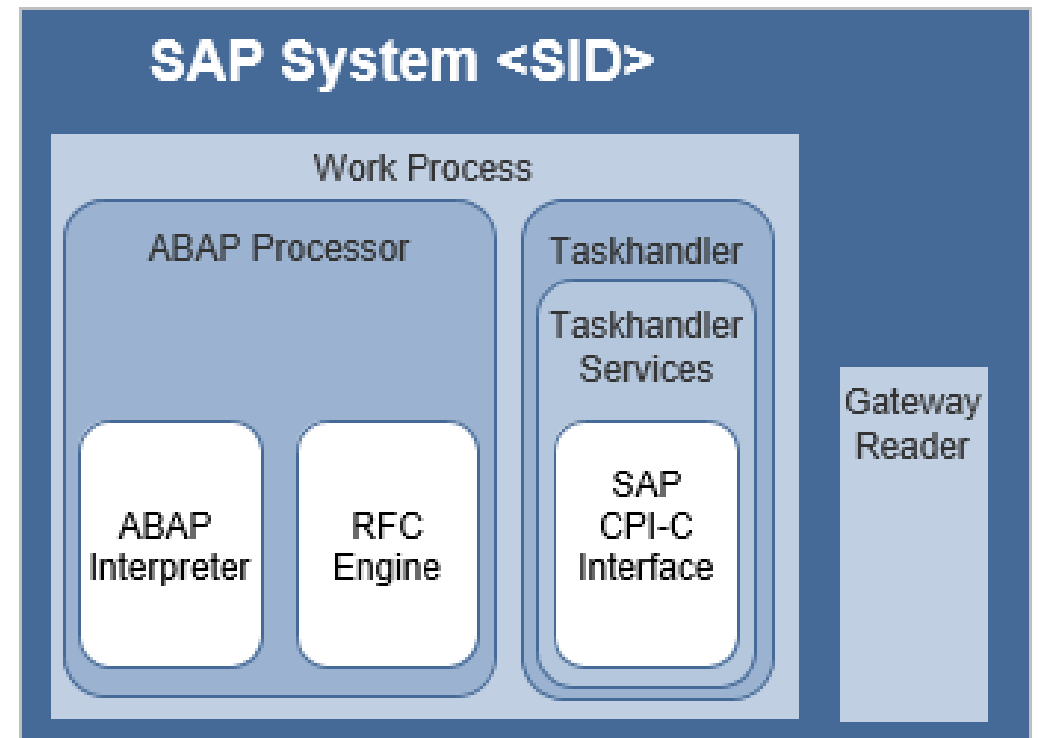 SAP System <SID>
Work Process
ABAP Processor
Taskhandler
Taskhandler
Services
Gateway
Reader
ABAP
Interpreter
RFC
Engine
SAP
CPI-C
Interface